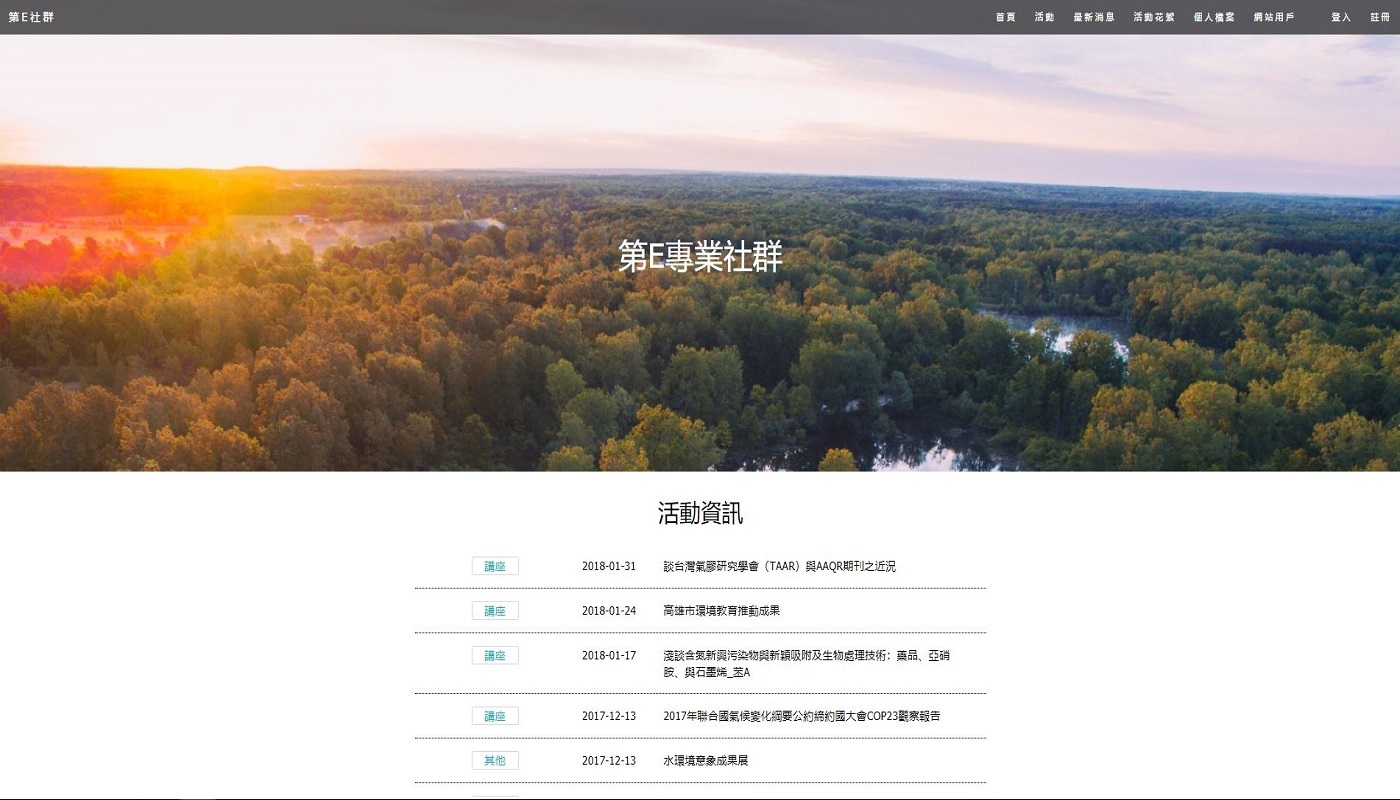 第E社群
首頁 活動 最新消息 活動花絮 個人檔案 網站用戶 登入 註冊
第E專業社群
活動資訊
講座 2018-01-31 談台灣氣膠研究學會（TAAR）與AAQR期刊之近況
講座 2018-01-24 高雄市環境教育推動成果
講座 2018-01-17 淺談含氮新興污染物與新穎吸附及生物處理技術：藥品、亞硝
胺、與石墨烯_荃A
講座 2017-12-13 2017年聯合國氣候變化綱要公約締約國大會COP23觀察報告
其他 2017-12-13 水環境意象成果展